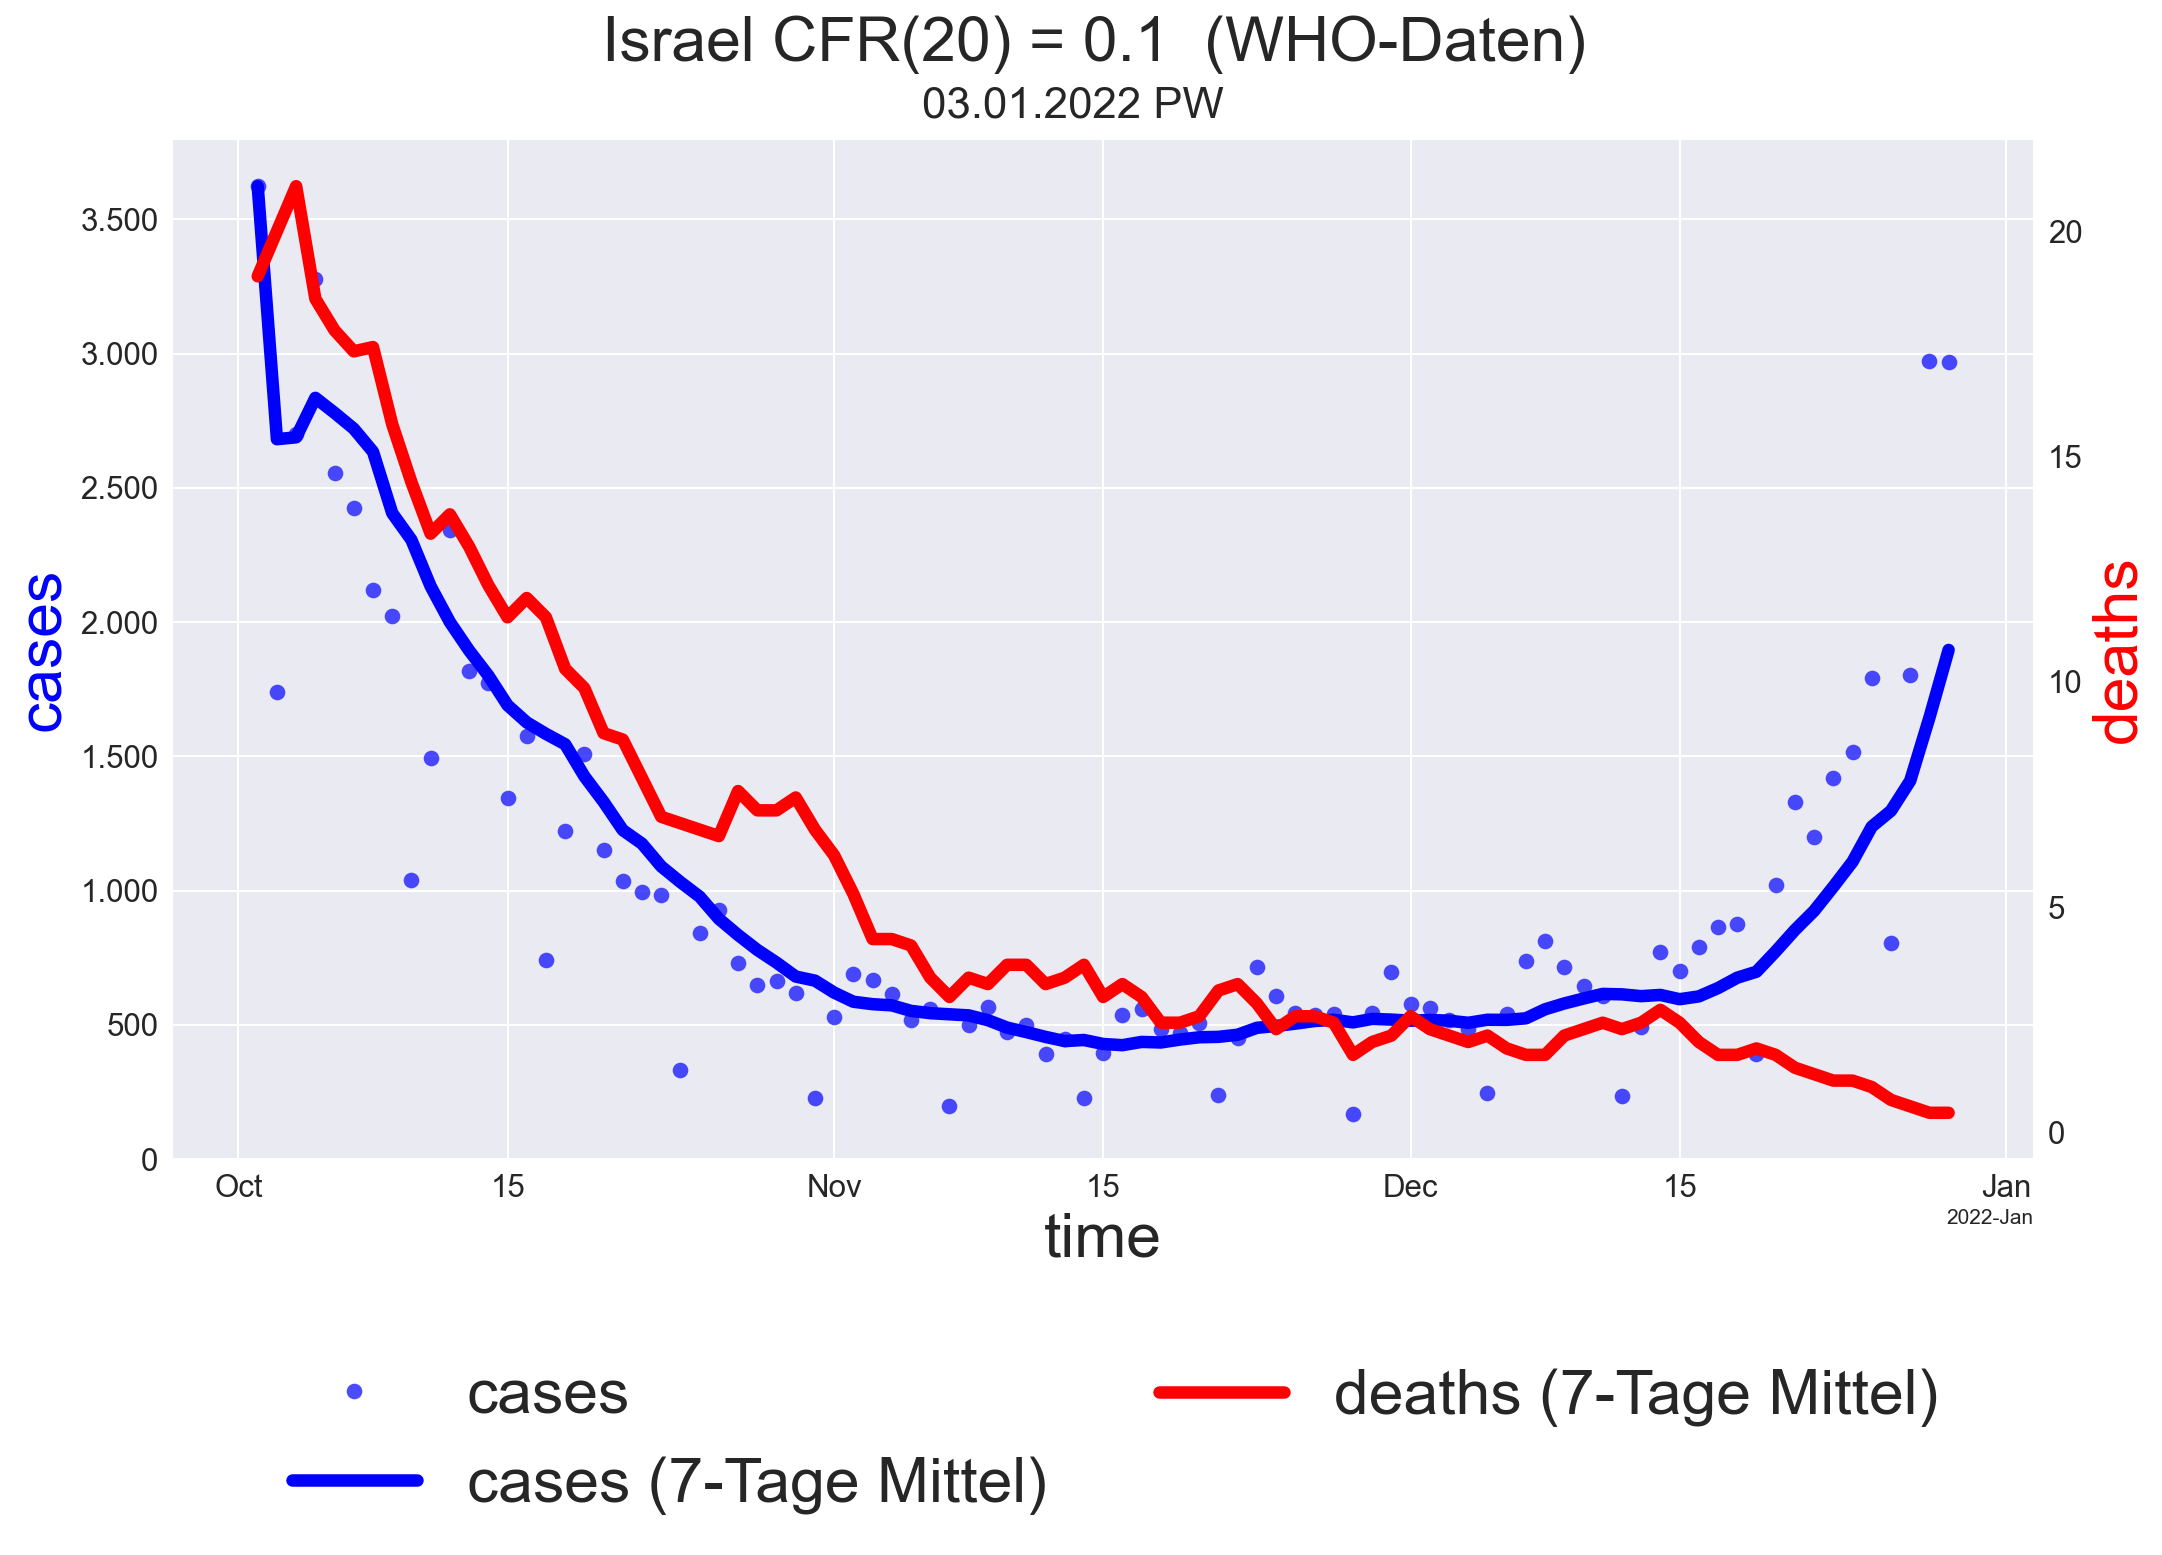 Israel CFR(20) = 0.1  (WHO-Daten)
03.01.2022 PW
cases
3.500
3.000
2.500
2.000
1.500
1.000
500
0
20
15
10
5
0
deaths
Oct 15 Nov 15 Dec 15 Jan
2022-Jan
time
cases
cases (7-Tage Mittel)
deaths (7-Tage Mittel)